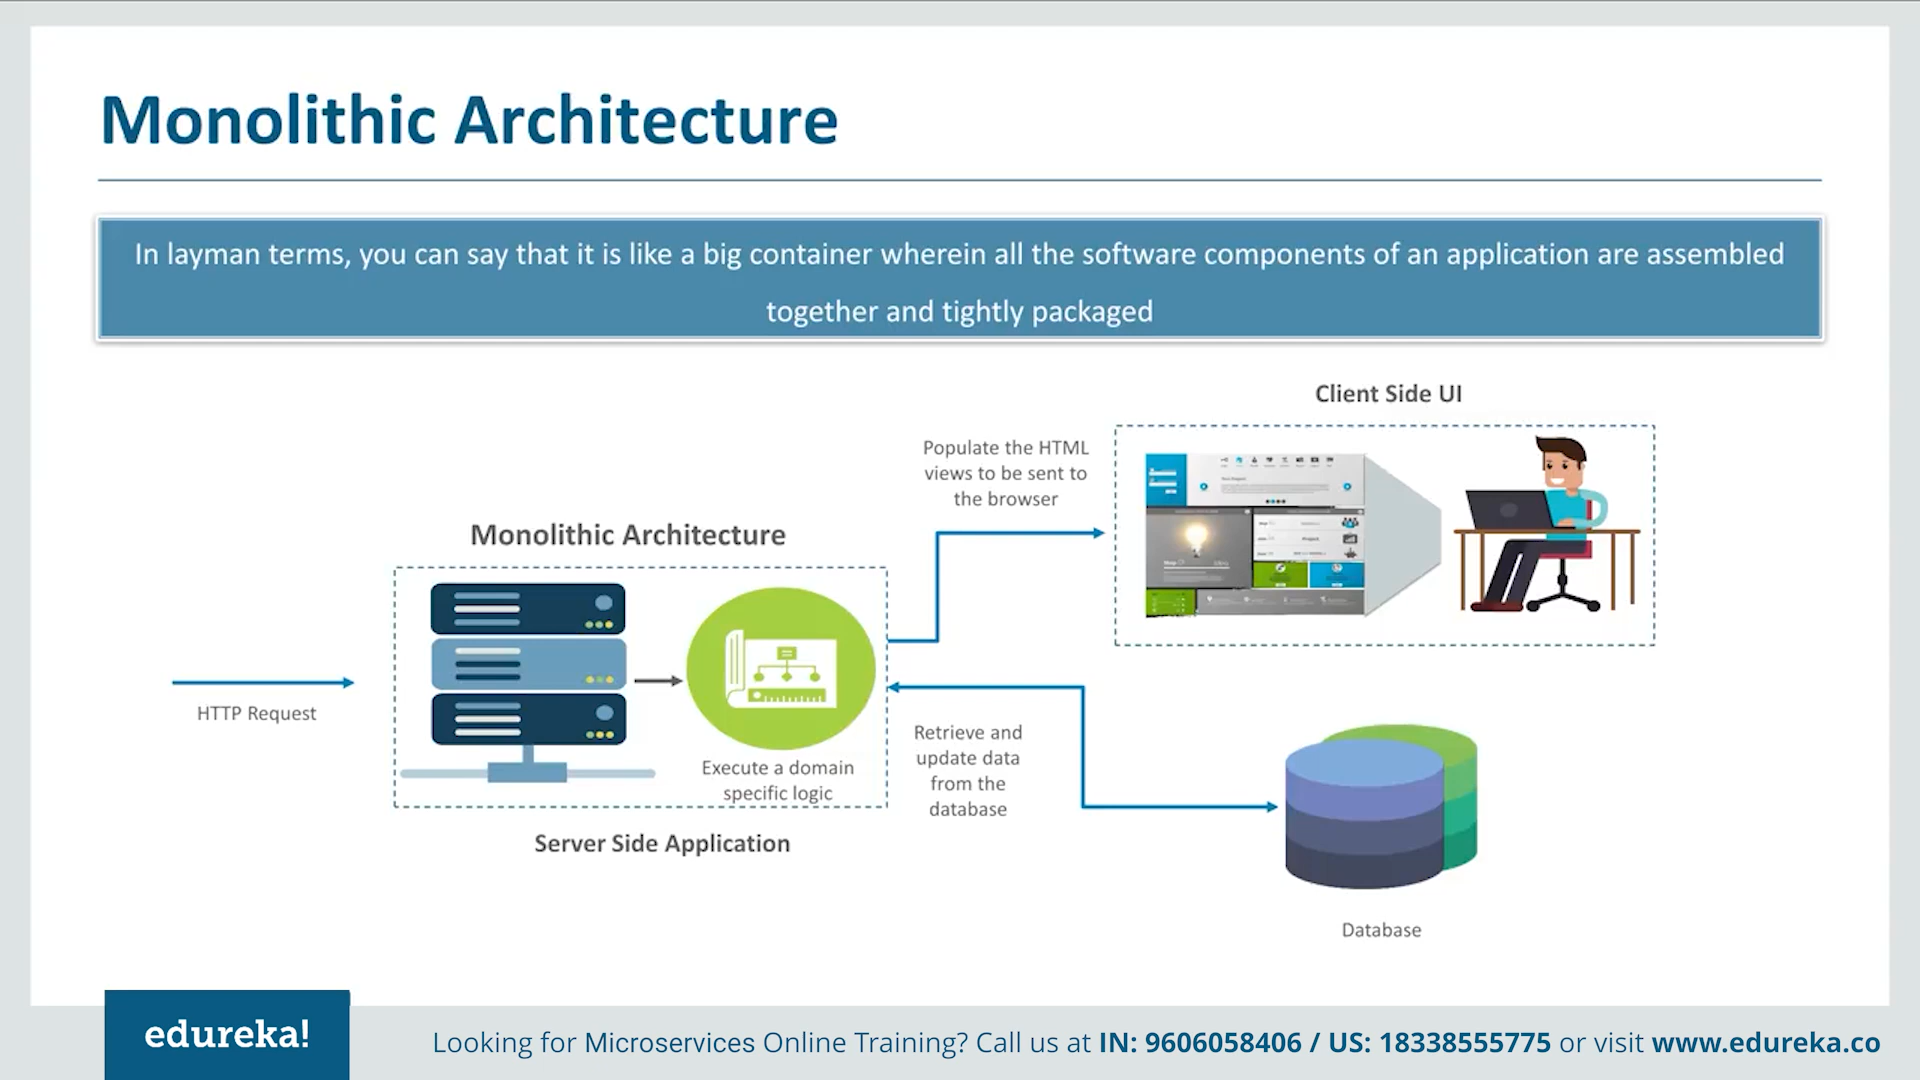 Monolithic Architecture
In layman terms, you can say that it is like a big container wherein all the software components of an application are assembled
together and tightly packaged
Client Side UI
Populate the HTML
views to be sent to
the browser
Monolithic Architecture
HTTP Request
Execute a domain
specific logic
Retrieve and
update data
from the
database
Server Side Application
Database
edureka!
Looking for Microservices Online Training? Call us at IN: 9606058406 / US: 18338555775 or visit www.edureka.co